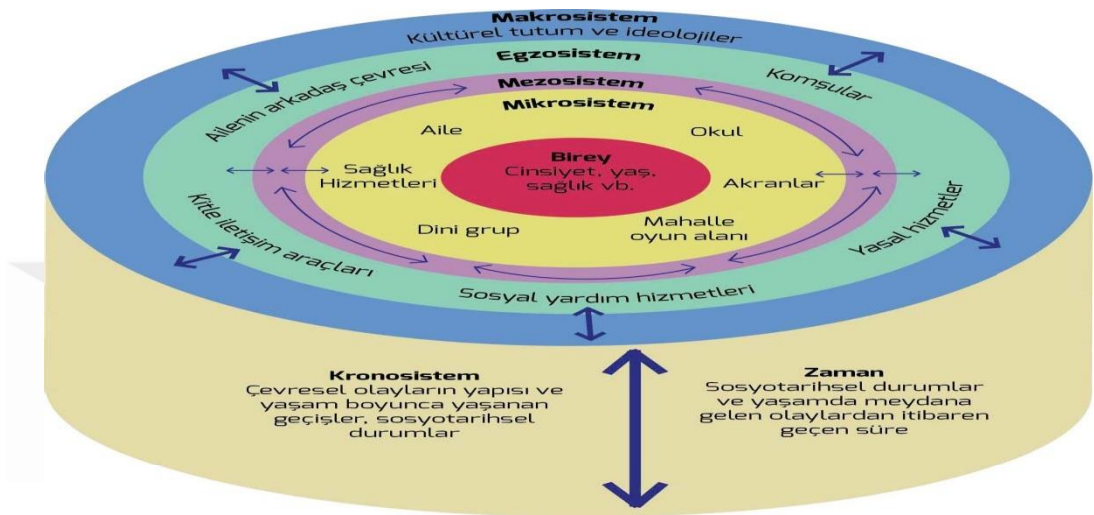 Makrosistem
Kültürel tutum ve ideolojiler
Egzosistem
Ailenin arkadaş çevresi
Komşular
Mezosistem
Mikrosistem
Aile
Okul
Birey
Cinsiyet, yaş,
sağlık vb.
Sağlık
Hizmetleri
Akranlar
Dini grup
Mahalle
oyun alanı
Kitle iletişim araçları
Yasal hizmetler
Sosyal yardım hizmetleri
Kronosistem
Çevresel olayların yapısı ve
yaşam boyunca yaşanan
geçişler, sosyotarihsel
durumlar
Zaman
Sosyotarihsel durumlar
ve yaşamda meydana
gelen olaylardan itibaren
geçen süre